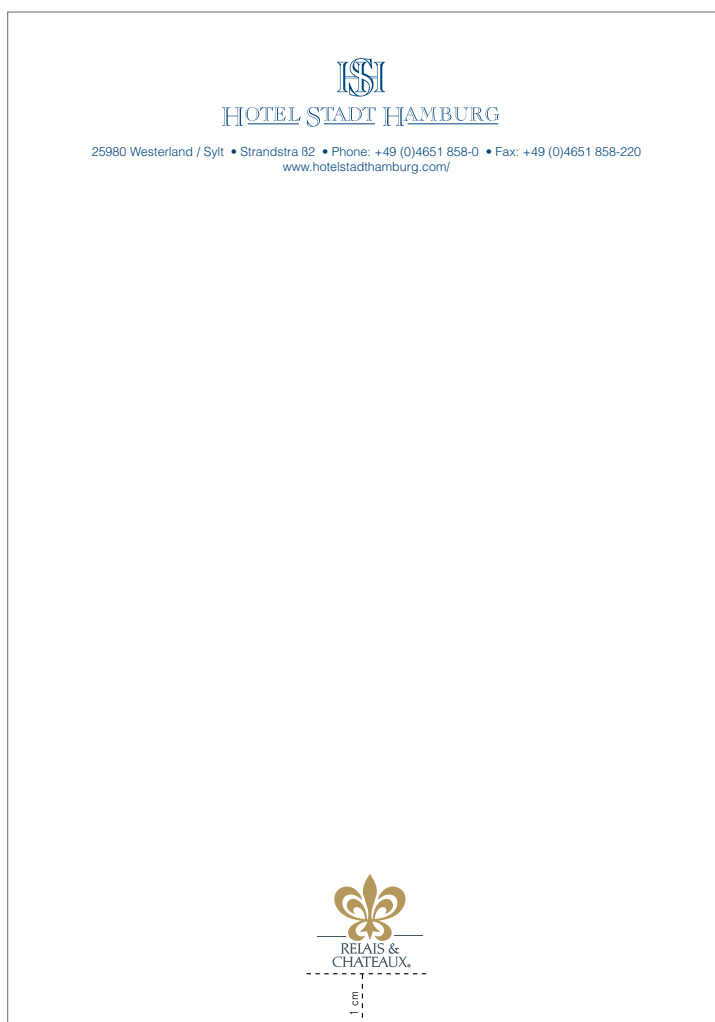 HSH
HOTEL STADT HAMBURG
25980 Westerland / Sylt • Strandstra ß2 • Phone: +49 (0)4651 858-0 • Fax: +49 (0)4651 858-220
www.hotelstadthamburg.com/
RELAIS &
CHATEAUX®
1 cm